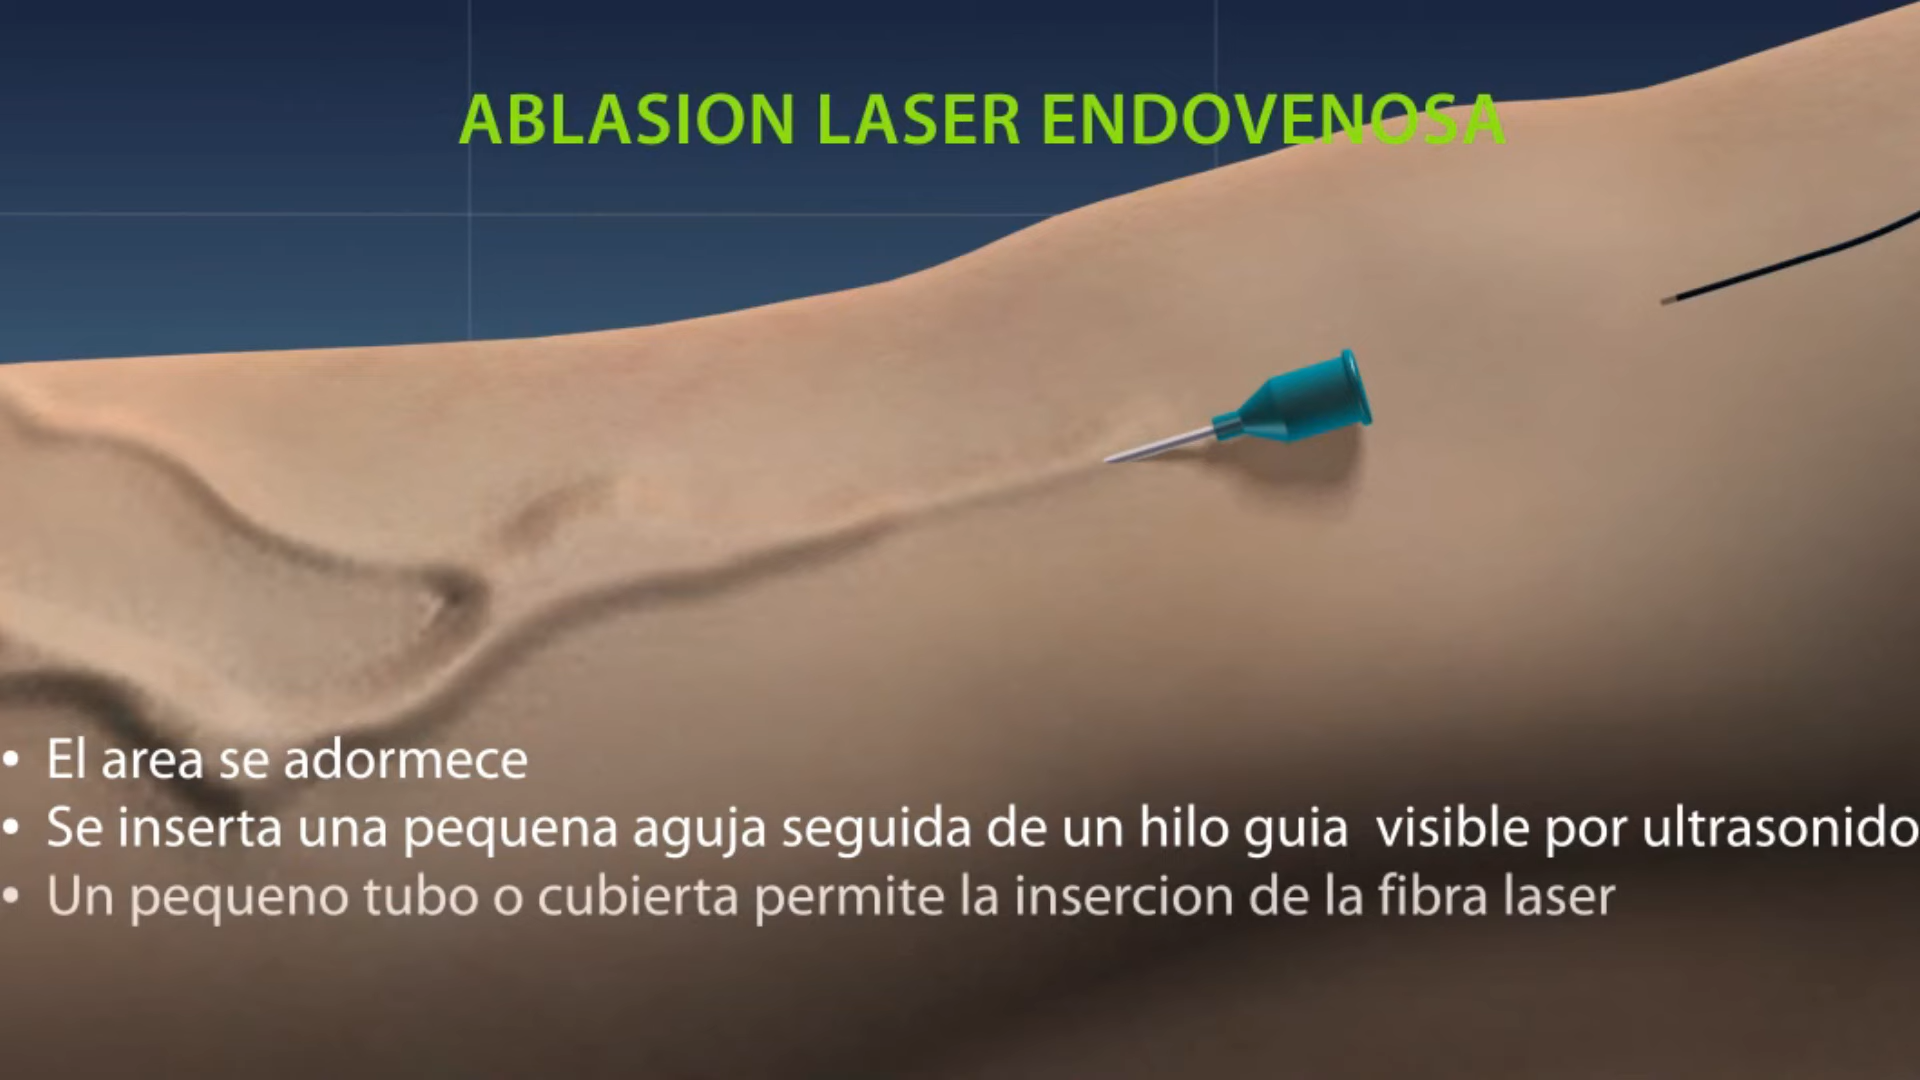 ABLASION LASER ENDOVENOSA
• El area se adormece
• Se inserta una pequena aguja seguida de un hilo guia visible por ultrasonido
• Un pequeno tubo o cubierta permite la insercion de la fibra laser